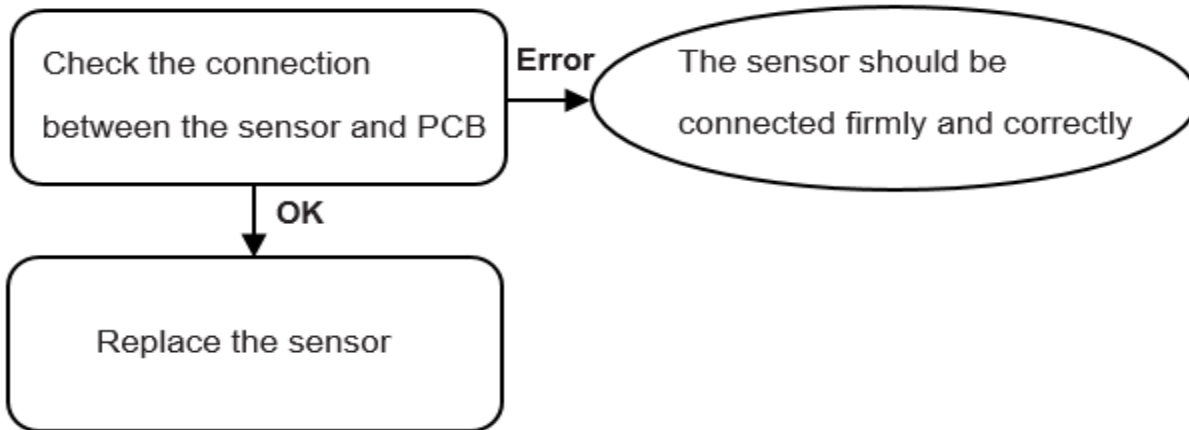 Check the connection
between the sensor and PCB
Error
The sensor should be
connected firmly and correctly
OK
Replace the sensor